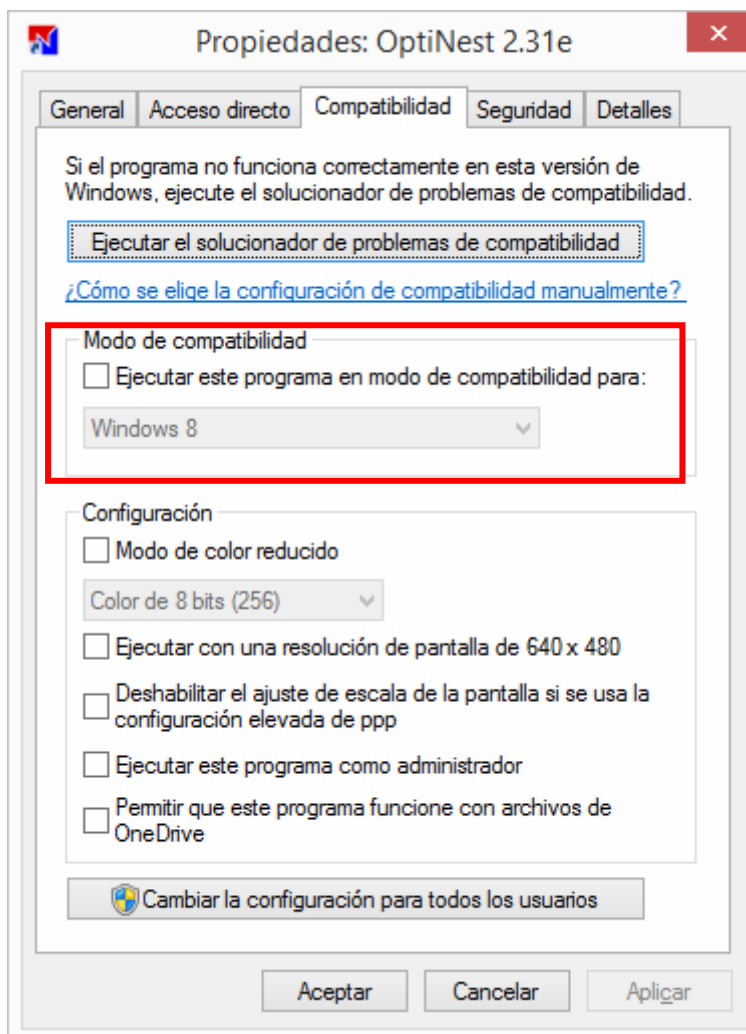 Propiedades: OptiNest 2.31e
General
Acceso directo
Compatibilidad
Seguridad
Detalles
Si el programa no funciona correctamente en esta versión de
Windows, ejecute el solucionador de problemas de compatibilidad.
Ejecutar el solucionador de problemas de compatibilidad
¿Cómo se elige la configuración de compatibilidad manualmente?
Modo de compatibilidad
Ejecutar este programa en modo de compatibilidad para:
Windows 8
Configuración
Modo de color reducido
Color de 8 bits (256)
Ejecutar con una resolución de pantalla de 640 x 480
Deshabilitar el ajuste de escala de la pantalla si se usa la
configuración elevada de ppp
Ejecutar este programa como administrador
Permitir que este programa funcione con archivos de
OneDrive
Cambiar la configuración para todos los usuarios
Aceptar
Cancelar
Aplicar